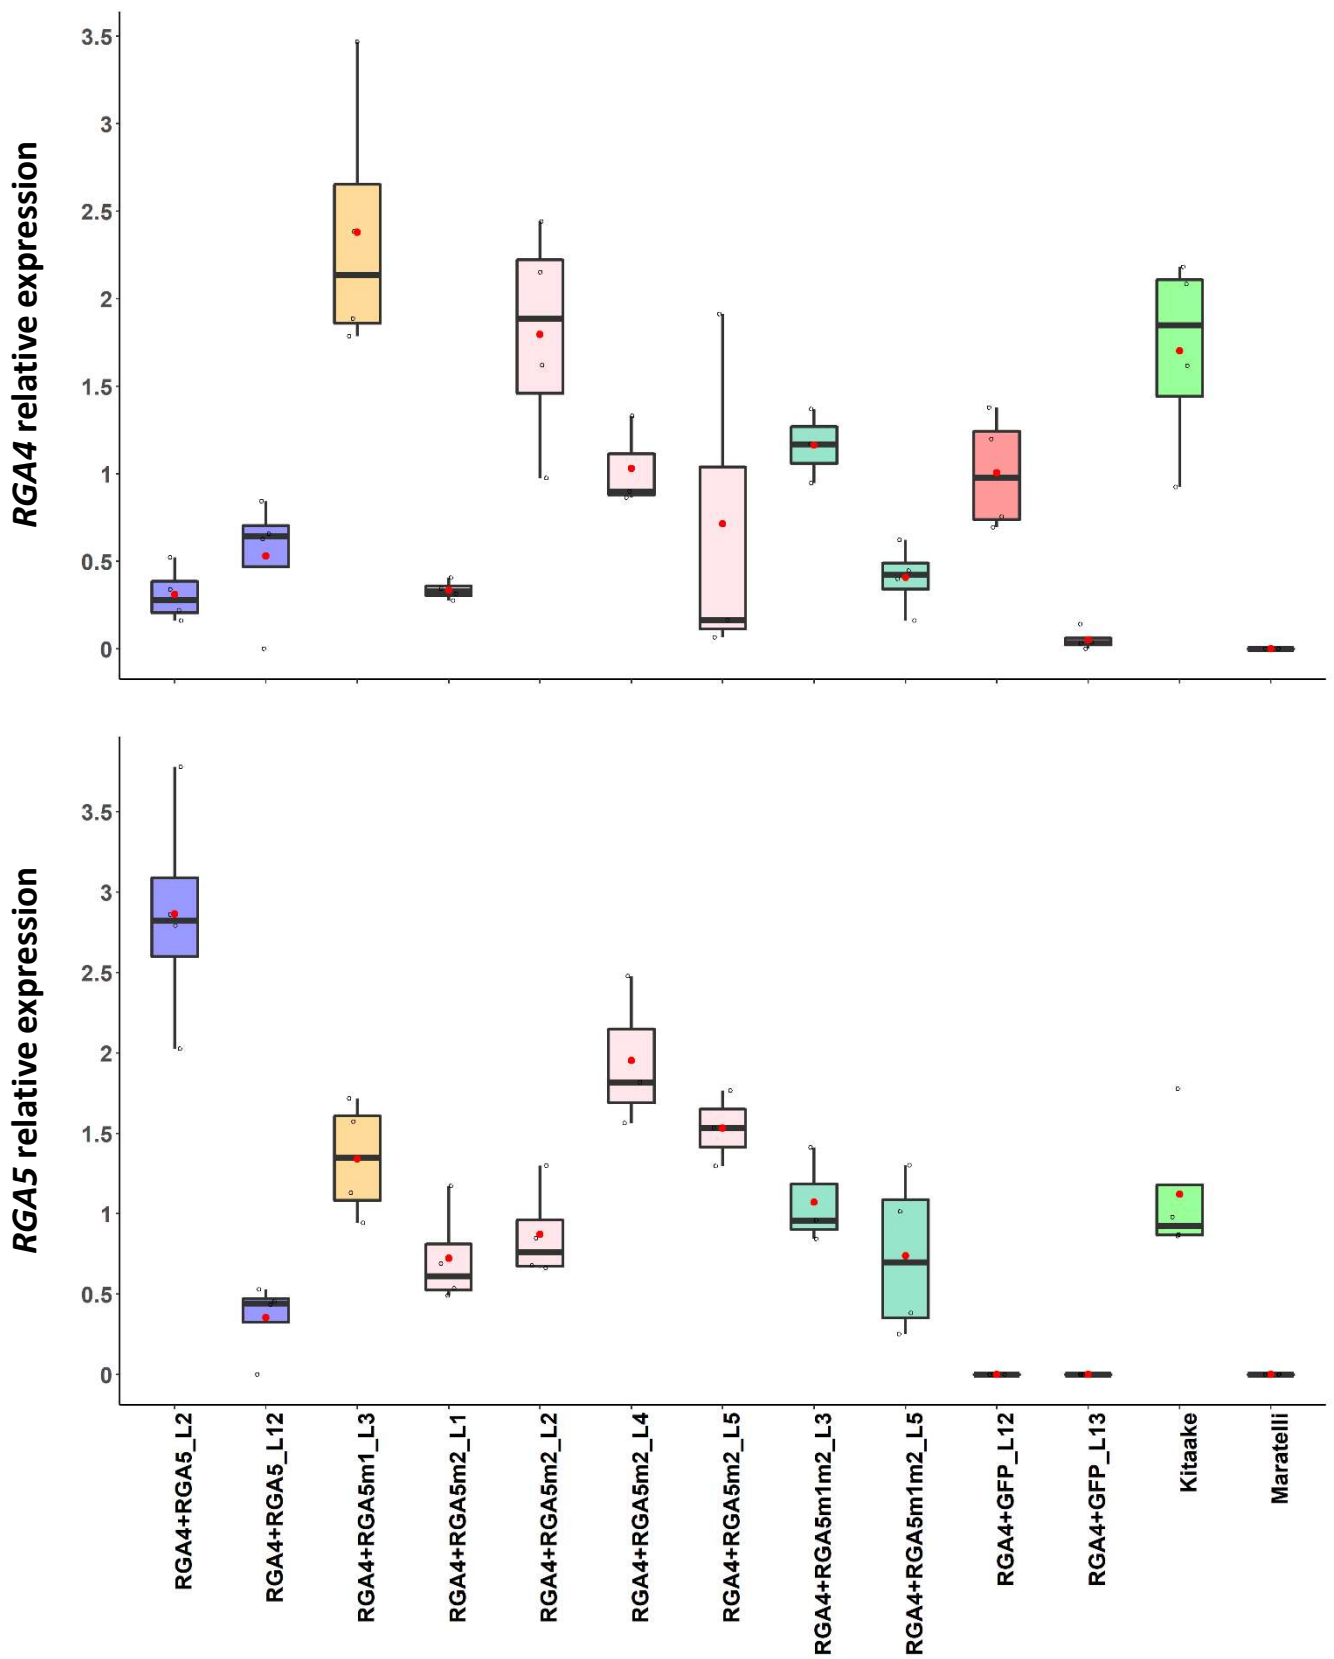 RGA4 relative expression
3.5
3
2.5
2
1.5
1
0.5
0
RGA5 relative expression
3.5
3
2.5
2
1.5
1
0.5
0
RGA4+RGA5_L2
RGA4+RGA5_L12
RGA4+RGA5m1_L3
RGA4+RGA5m2_L1
RGA4+RGA5m2_L2
RGA4+RGA5m2_L4
RGA4+RGA5m2_L5
RGA4+RGA5m1m2_L3
RGA4+RGA5m1m2_L5
RGA4+GFP_L12
RGA4+GFP_L13
Kitaake
Maratelli